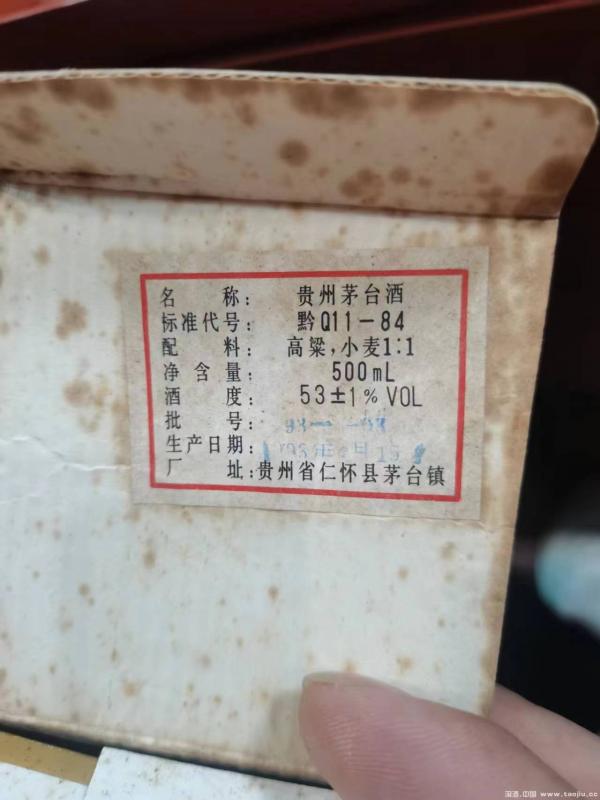 名 称: 贵州茅台酒
标准代号: 黔Q11-84
配 料: 高粱,小麦1:1
净含量: 500mL
酒 度: 53±1%VOL
批 号:
生产日期:
厂 址:贵州省仁怀县茅台镇
淘酒.中国 www.taojiu.cc